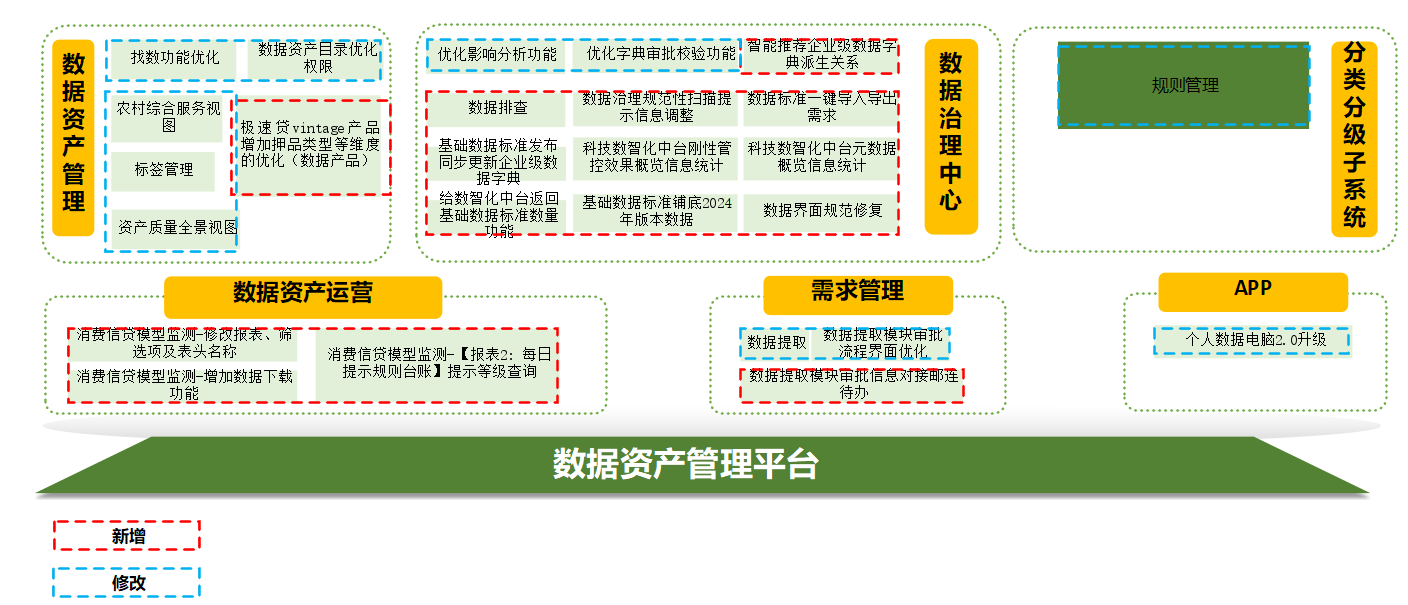 数据资产管理
找数功能优化
数据资产目录优化
权限
农村综合服务视
图
标签管理
资产质量全景视图
极速贷vintage产品
增加押品类型等维度
的优化（数据产品）
优化影响分析功能
优化字典审批校验功能
智能推荐企业级数据字
典派生关系
数据排查
数据治理规范性扫描提
示信息调整
数据标准一键导入导出
需求
基础数据标准发布
同步更新企业级数
据字典
科技数智化中台刚性管
控效果概览信息统计
科技数智化中台元数据
概览信息统计
给数智化中台返回
基础数据标准数量
功能
基础数据标准铺底2024
年版本数据
数据界面规范修复
数据治理中心
规则管理
分类分级子系统
数据资产运营
消费信贷模型监测-修改报表、筛
选项及表头名称
消费信贷模型监测-增加数据下载
功能
消费信贷模型监测-【报表2: 每日
提示规则台账】提示等级查询
需求管理
数据提取
数据提取模块审批
流程界面优化
数据提取模块审批信息对接邮连
待办
APP
个人数据电脑2.0升级
数据资产管理平台
新增
修改